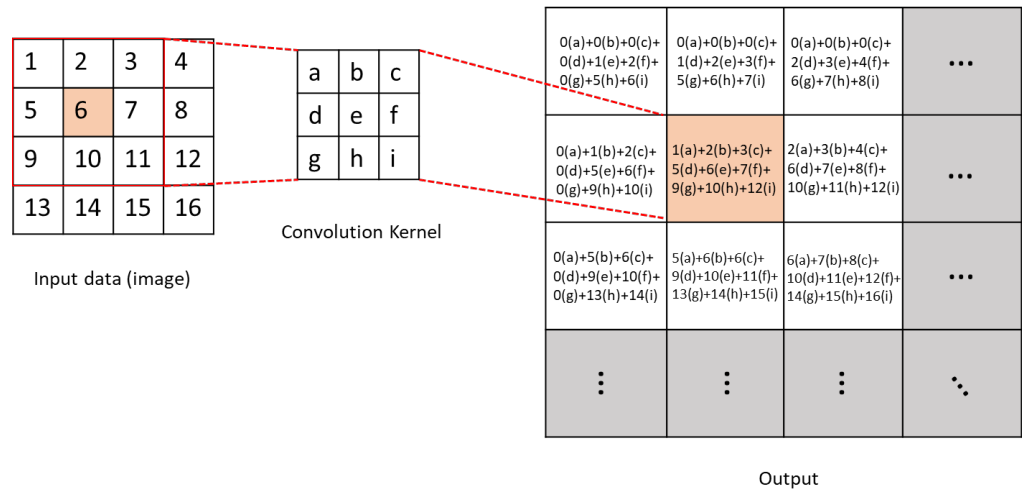 1 2 3 4
5 6 7 8
9 10 11 12
13 14 15 16
Input data (image)
a b c
d e f
g h i
Convolution Kernel
0(a)+0(b)+0(c)+
0(d)+1(e)+2(f)+
0(g)+5(h)+6(i)
0(a)+0(b)+0(c)+
1(d)+2(e)+3(f)+
5(g)+6(h)+7(i)
0(a)+0(b)+0(c)+
2(d)+3(e)+4(f)+
6(g)+7(h)+8(i)
...
0(a)+1(b)+2(c)+
0(d)+5(e)+6(f)+
0(g)+9(h)+10(i)
1(a)+2(b)+3(c)+
5(d)+6(e)+7(f)+
9(g)+10(h)+12(i)
2(a)+3(b)+4(c)+
6(d)+7(e)+8(f)+
10(g)+11(h)+12(i)
...
0(a)+5(b)+6(c)+
0(d)+9(e)+10(f)+
0(g)+13(h)+14(i)
5(a)+6(b)+6(c)+
9(d)+10(e)+11(f)+
13(g)+14(h)+15(i)
6(a)+7(b)+8(c)+
10(d)+11(e)+12(f)+
14(g)+15(h)+16(i)
...
⋮ ⋮ ⋮ ⋱
Output